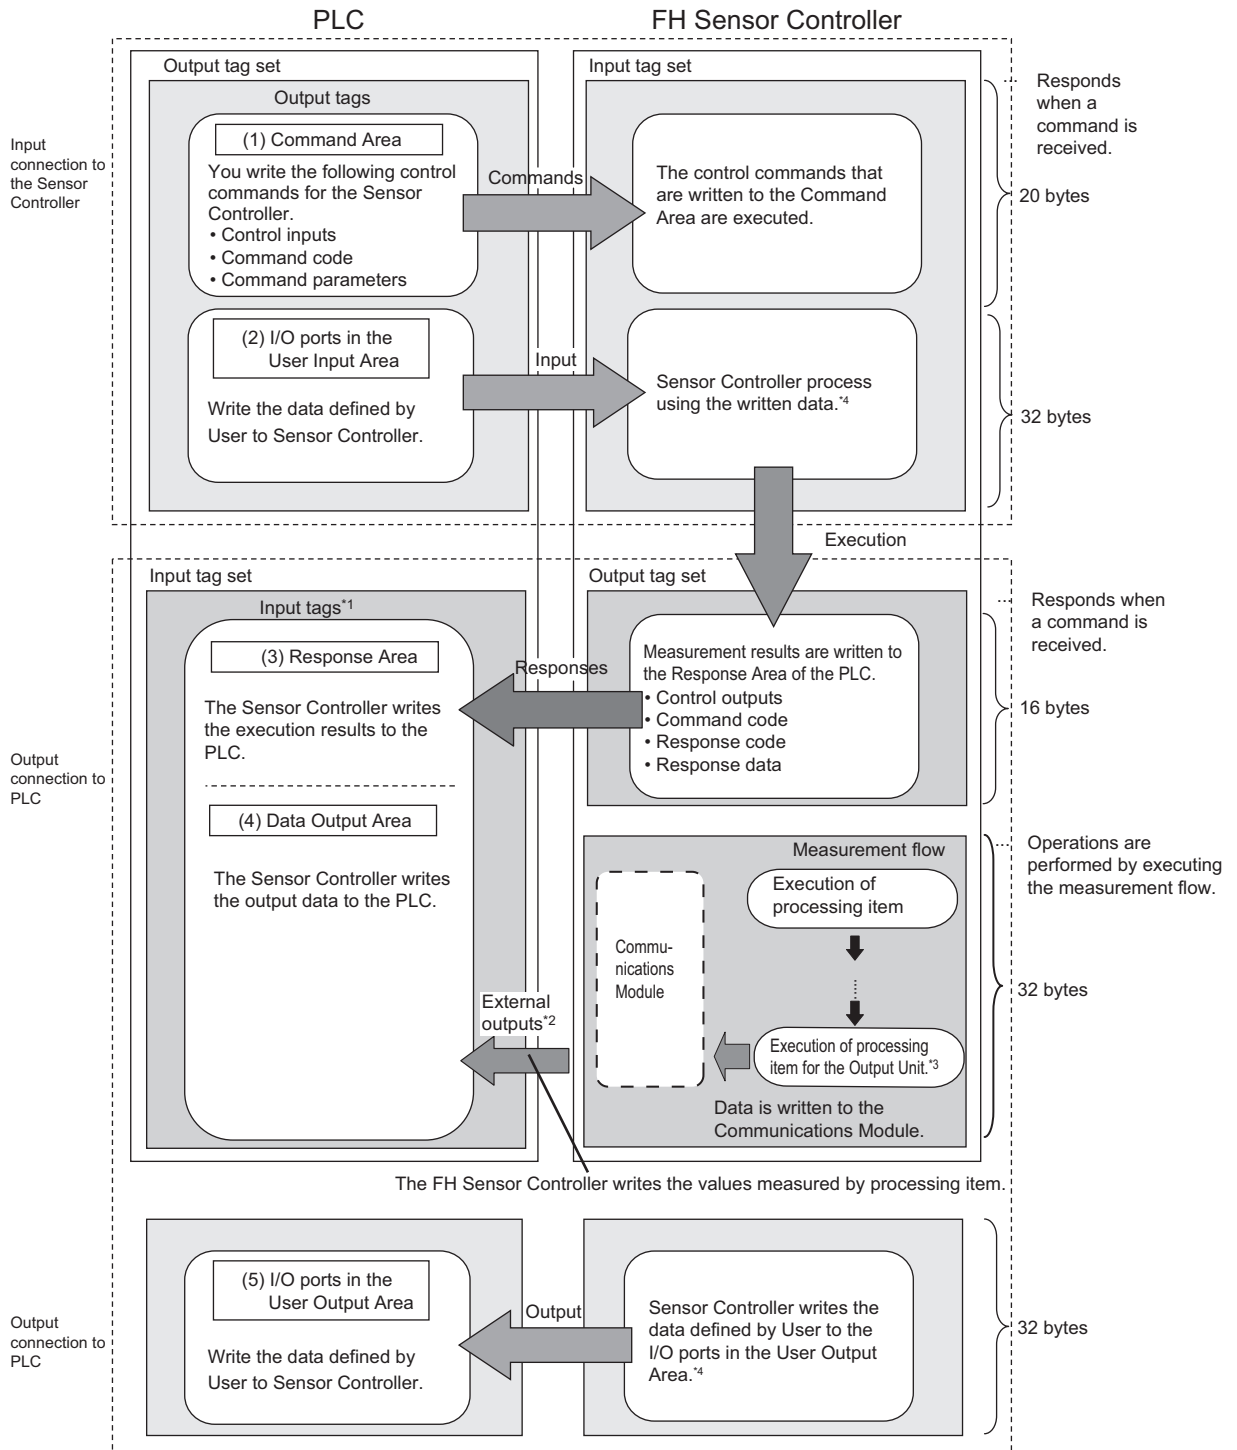 PLC
FH Sensor Controller
Output tag set
Input tag set
Output tags
Responds
when a
command is
received.
Input
connection to
the Sensor
Controller
(1) Command Area
You write the following control
commands for the Sensor
Controller.
• Control inputs
• Command code
• Command parameters
Commands
The control commands that
are written to the Command
Area are executed.
20 bytes
(2) I/O ports in the
User Input Area
Write the data defined by
User to Sensor Controller.
Input
Sensor Controller process
using the written data.*4
32 bytes
Execution
Input tag set
Output tag set
Input tags*1
Responds when
a command is
received.
(3) Response Area
The Sensor Controller writes
the execution results to the
PLC.
Responses
Measurement results are written to
the Response Area of the PLC.
• Control outputs
• Command code
• Response code
• Response data
16 bytes
Output
connection to
PLC
(4) Data Output Area
The Sensor Controller writes
the output data to the PLC.
Measurement flow
Operations are
performed by executing
the measurement flow.
Execution of
processing item
Commu-
nications
Module
32 bytes
External
outputs*2
Execution of processing
item for the Output Unit.*3
Data is written to the
Communications Module.
The FH Sensor Controller writes the values measured by processing item.
(5) I/O ports in the
User Output Area
Write the data defined by
User to Sensor Controller.
Output
Sensor Controller writes the
data defined by User to the
I/O ports in the User Output
Area.*4
32 bytes
Output
connection to
PLC